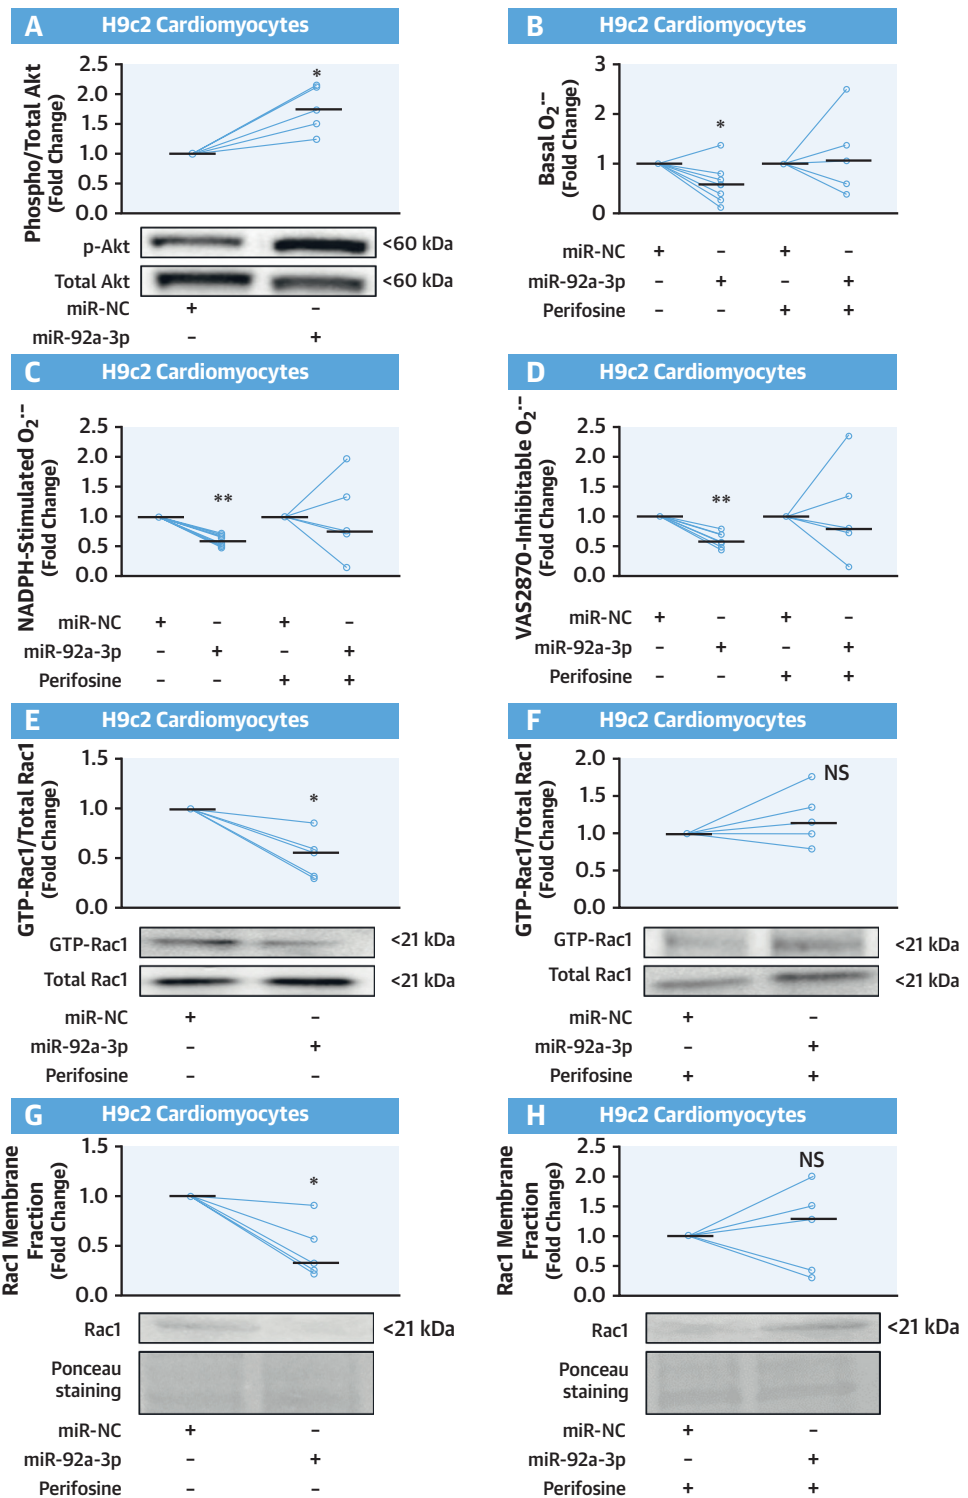 A H9c2 Cardiomyocytes
Phospho/Total Akt
(Fold Change)
2.5
2.0
1.5
1.0
0.5
0.0
*
p-Akt <60 kDa
Total Akt <60 kDa
miR-NC + –
miR-92a-3p – +
B H9c2 Cardiomyocytes
Basal O2·–
(Fold Change)
3
2
1
0
*
miR-NC + – + –
miR-92a-3p – + – +
Perifosine – – + +
C H9c2 Cardiomyocytes
NADPH-Stimulated O2·–
(Fold Change)
2.5
2.0
1.5
1.0
0.5
0.0
**
miR-NC + – + –
miR-92a-3p – + – +
Perifosine – – + +
D H9c2 Cardiomyocytes
VAS2870-Inhibitable O2·–
(Fold Change)
2.5
2.0
1.5
1.0
0.5
0.0
**
miR-NC + – + –
miR-92a-3p – + – +
Perifosine – – + +
E H9c2 Cardiomyocytes
GTP-Rac1/Total Rac1
(Fold Change)
1.5
1.0
0.5
0.0
*
GTP-Rac1 <21 kDa
Total Rac1 <21 kDa
miR-NC + –
miR-92a-3p – +
Perifosine – –
F H9c2 Cardiomyocytes
GTP-Rac1/Total Rac1
(Fold Change)
2.0
1.5
1.0
0.5
0.0
NS
GTP-Rac1 <21 kDa
Total Rac1 <21 kDa
miR-NC + –
miR-92a-3p – +
Perifosine + +
G H9c2 Cardiomyocytes
Rac1 Membrane
Fraction
(Fold Change)
1.5
1.0
0.5
0.0
*
Rac1 <21 kDa
Ponceau
staining
miR-NC + –
miR-92a-3p – +
Perifosine – –
H H9c2 Cardiomyocytes
Rac1 Membrane
Fraction
(Fold Change)
2.5
2.0
1.5
1.0
0.5
0.0
NS
Rac1 <21 kDa
Ponceau
staining
miR-NC + –
miR-92a-3p – +
Perifosine + +